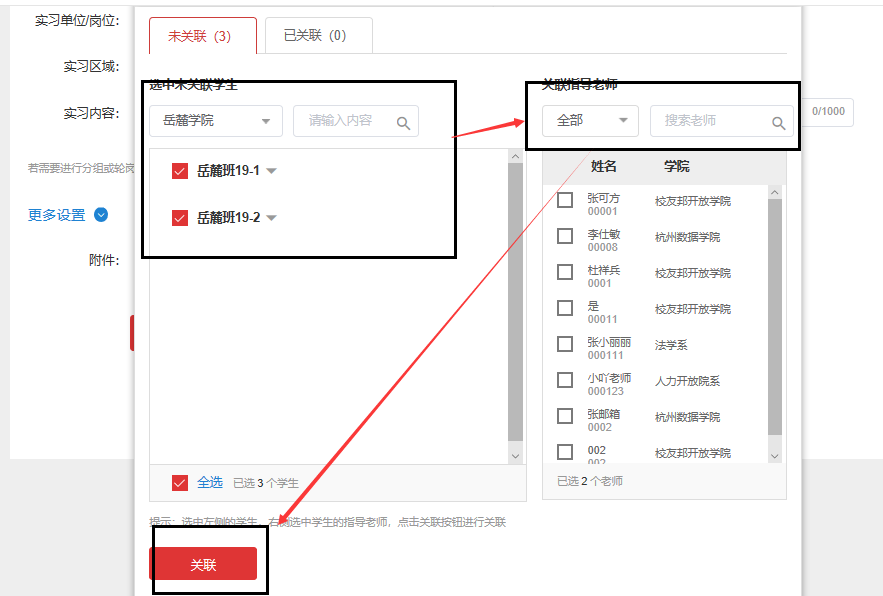 实习单位/岗位:
实习区域:
实习内容:
0/1000
若需要进行分组或轮岗
更多设置
附件:
未关联（3）
已关联（0）
选中未关联学生
岳麓学院
请输入内容
岳麓班19-1
岳麓班19-2
全选
已选 3 个学生
关联指导老师
全部
搜索老师
姓名 学院
张可方 校友邦开放学院
00001
李仕敏 杭州数据学院
00008
杜祥兵 校友邦开放学院
0001
是 校友邦开放学院
00011
张小丽丽 法学系
000111
小吖老师 人力开放院系
000123
张邮箱 杭州数据学院
0002
002 校友邦开放学院
002
已选 2 个老师
提示：选中左侧的学生，右侧选中学生的指导老师，点击关联按钮进行关联
关联